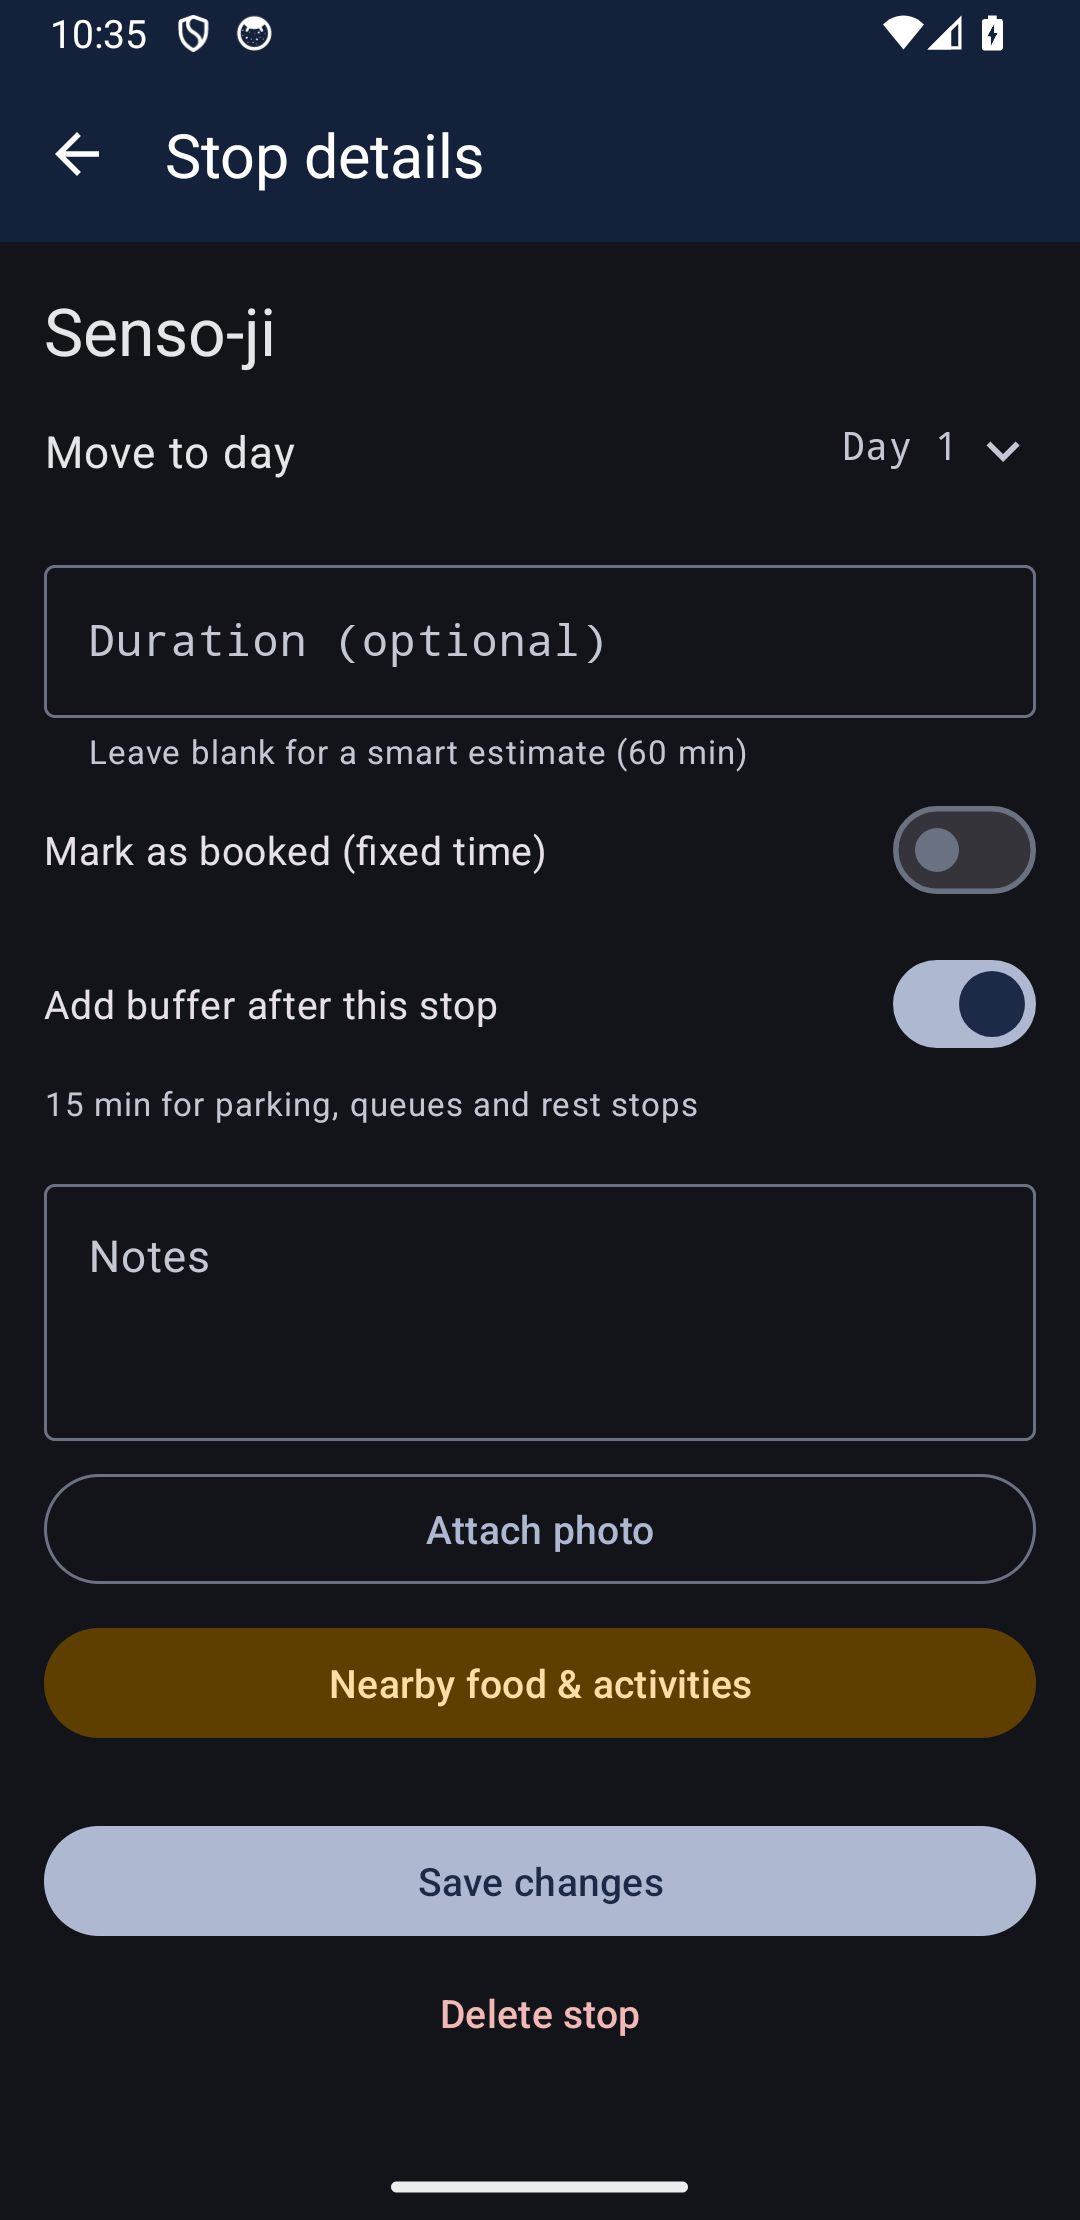 10:35
Stop details
Senso-ji
Move to day
Day 1
Duration (optional)
Leave blank for a smart estimate (60 min)
Mark as booked (fixed time)
Add buffer after this stop
15 min for parking, queues and rest stops
Notes
Attach photo
Nearby food & activities
Save changes
Delete stop